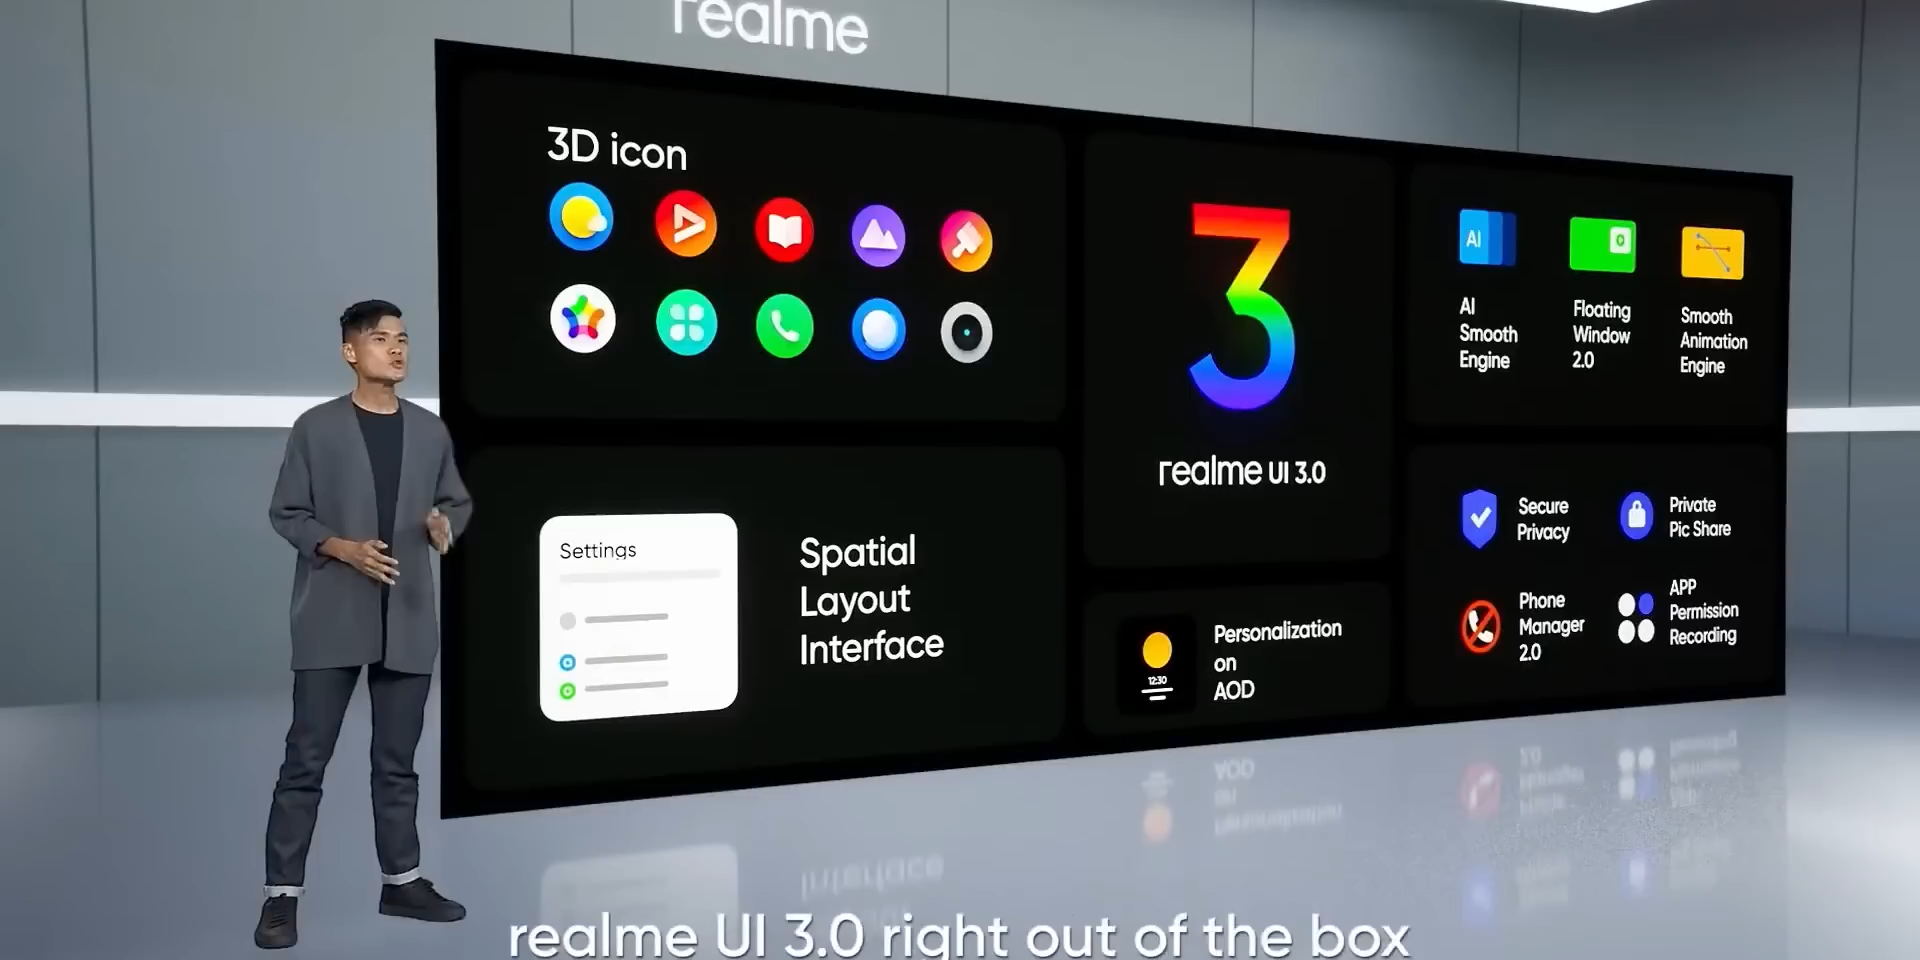 realme
3D icon
3
realme UI 3.0
AI
AI
Smooth
Engine
Floating
Window
2.0
Smooth
Animation
Engine
Settings
Spatial
Layout
Interface
12:30
Personalization
on
AOD
Secure
Privacy
Private
Pic Share
Phone
Manager
2.0
APP
Permission
Recording
realme UI 3.0 right out of the box